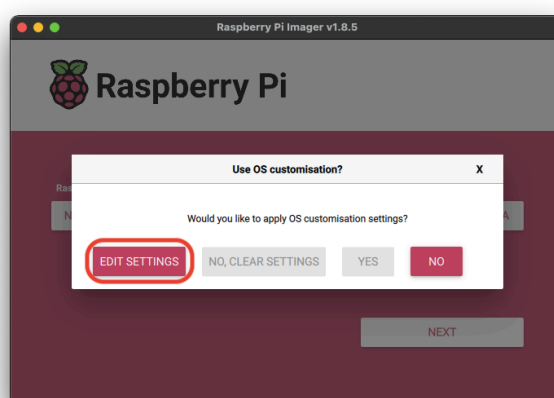 Raspberry Pi Imager v1.8.5
Raspberry Pi
Use OS customisation?
X
Ras
N
A
Would you like to apply OS customisation settings?
EDIT SETTINGS
NO, CLEAR SETTINGS
YES
NO
NEXT